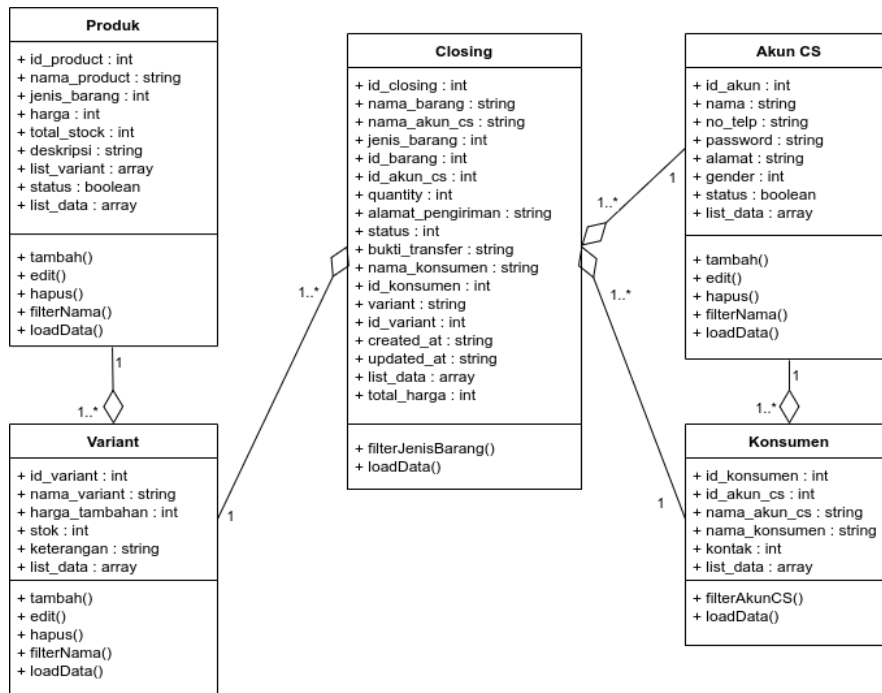 Produk
+ id_product : int
+ nama_product : string
+ jenis_barang : int
+ harga : int
+ total_stock : int
+ deskripsi : string
+ list_variant : array
+ status : boolean
+ list_data : array
+ tambah()
+ edit()
+ hapus()
+ filterNama()
+ loadData()
1
1..*
Variant
+ id_variant : int
+ nama_variant : string
+ harga_tambahan : int
+ stok : int
+ keterangan : string
+ list_data : array
+ tambah()
+ edit()
+ hapus()
+ filterNama()
+ loadData()
1
1..*
Closing
+ id_closing : int
+ nama_barang : string
+ nama_akun_cs : string
+ jenis_barang : int
+ id_barang : int
+ id_akun_cs : int
+ quantity : int
+ alamat_pengiriman : string
+ status : int
+ bukti_transfer : string
+ nama_konsumen : string
+ id_konsumen : int
+ variant : string
+ id_variant : int
+ created_at : string
+ updated_at : string
+ list_data : array
+ total_harga : int
+ filterJenisBarang()
+ loadData()
1..*
1
1..*
1
Akun CS
+ id_akun : int
+ nama : string
+ no_telp : string
+ password : string
+ alamat : string
+ gender : int
+ status : boolean
+ list_data : array
+ tambah()
+ edit()
+ hapus()
+ filterNama()
+ loadData()
1
1..*
Konsumen
+ id_konsumen : int
+ id_akun_cs : int
+ nama_akun_cs : string
+ nama_konsumen : string
+ kontak : int
+ list_data : array
+ filterAkunCS()
+ loadData()